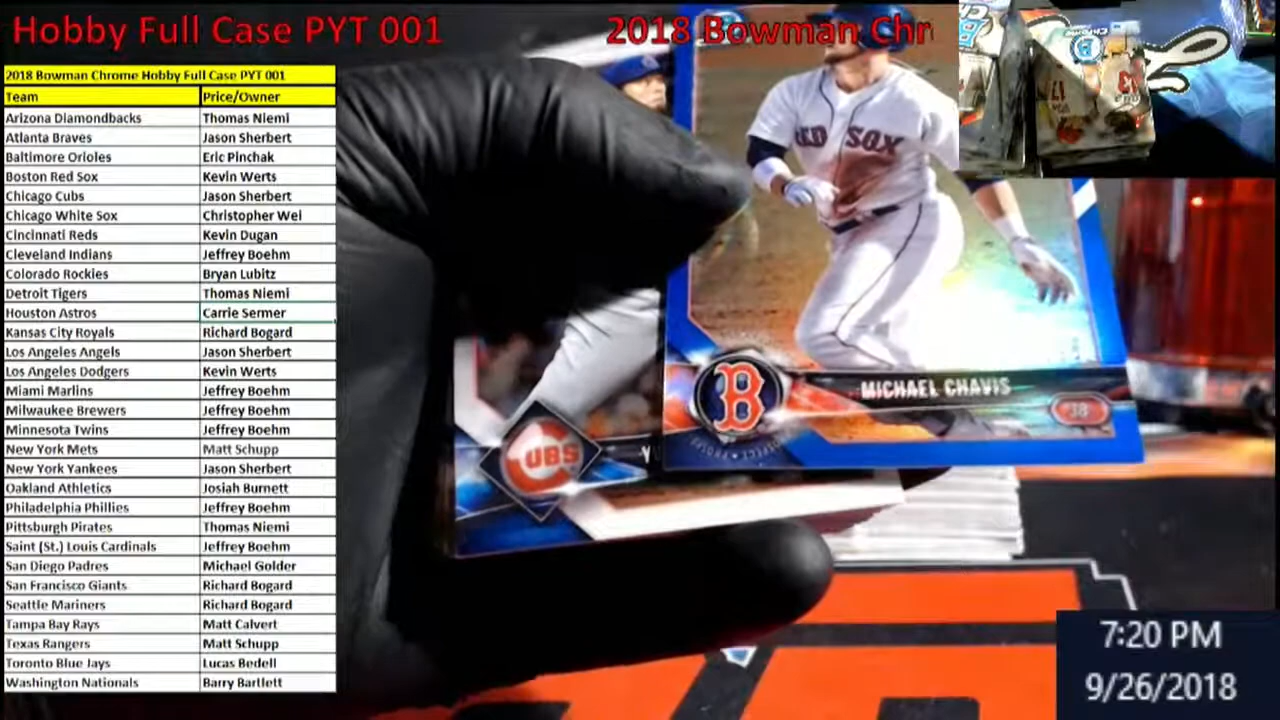 Hobby Full Case PYT 001
2018 Bowman Chr
2018 Bowman Chrome Hobby Full Case PYT 001
Team Price/Owner
Arizona Diamondbacks Thomas Niemi
Atlanta Braves Jason Sherbert
Baltimore Orioles Eric Pinchak
Boston Red Sox Kevin Werts
Chicago Cubs Jason Sherbert
Chicago White Sox Christopher Wei
Cincinnati Reds Kevin Dugan
Cleveland Indians Jeffrey Boehm
Colorado Rockies Bryan Lubitz
Detroit Tigers Thomas Niemi
Houston Astros Carrie Sermer
Kansas City Royals Richard Bogard
Los Angeles Angels Jason Sherbert
Los Angeles Dodgers Kevin Werts
Miami Marlins Jeffrey Boehm
Milwaukee Brewers Jeffrey Boehm
Minnesota Twins Jeffrey Boehm
New York Mets Matt Schupp
New York Yankees Jason Sherbert
Oakland Athletics Josiah Burnett
Philadelphia Phillies Jeffrey Boehm
Pittsburgh Pirates Thomas Niemi
Saint (St.) Louis Cardinals Jeffrey Boehm
San Diego Padres Michael Golder
San Francisco Giants Richard Bogard
Seattle Mariners Richard Bogard
Tampa Bay Rays Matt Calvert
Texas Rangers Matt Schupp
Toronto Blue Jays Lucas Bedell
Washington Nationals Barry Bartlett
RED SOX
B
MICHAEL CHAVIS
38
CUBS
7:20 PM
9/26/2018